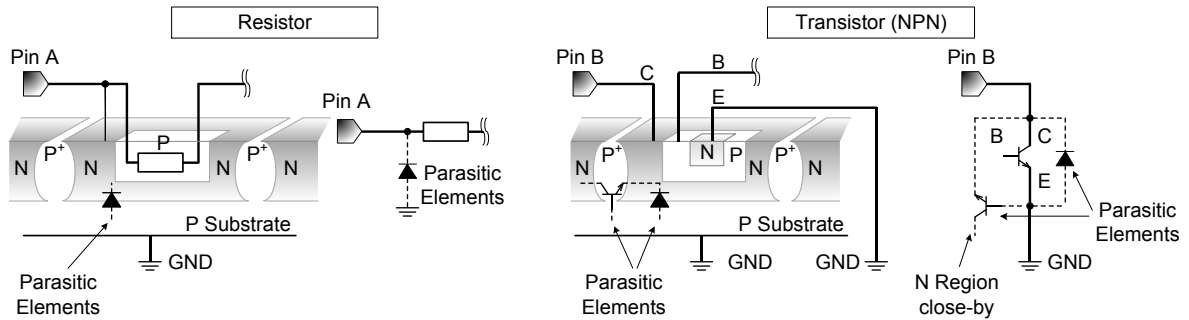 Resistor
Transistor (NPN)
Pin A
Pin A
N
P+
N
P
N
P+
N
Parasitic
Elements
P Substrate
GND
Parasitic
Elements
Pin B
C
B
E
N
P+
N
N
P
N
P+
N
P Substrate
GND
GND
Parasitic
Elements
Pin B
B
C
E
Parasitic
Elements
GND
N Region
close-by